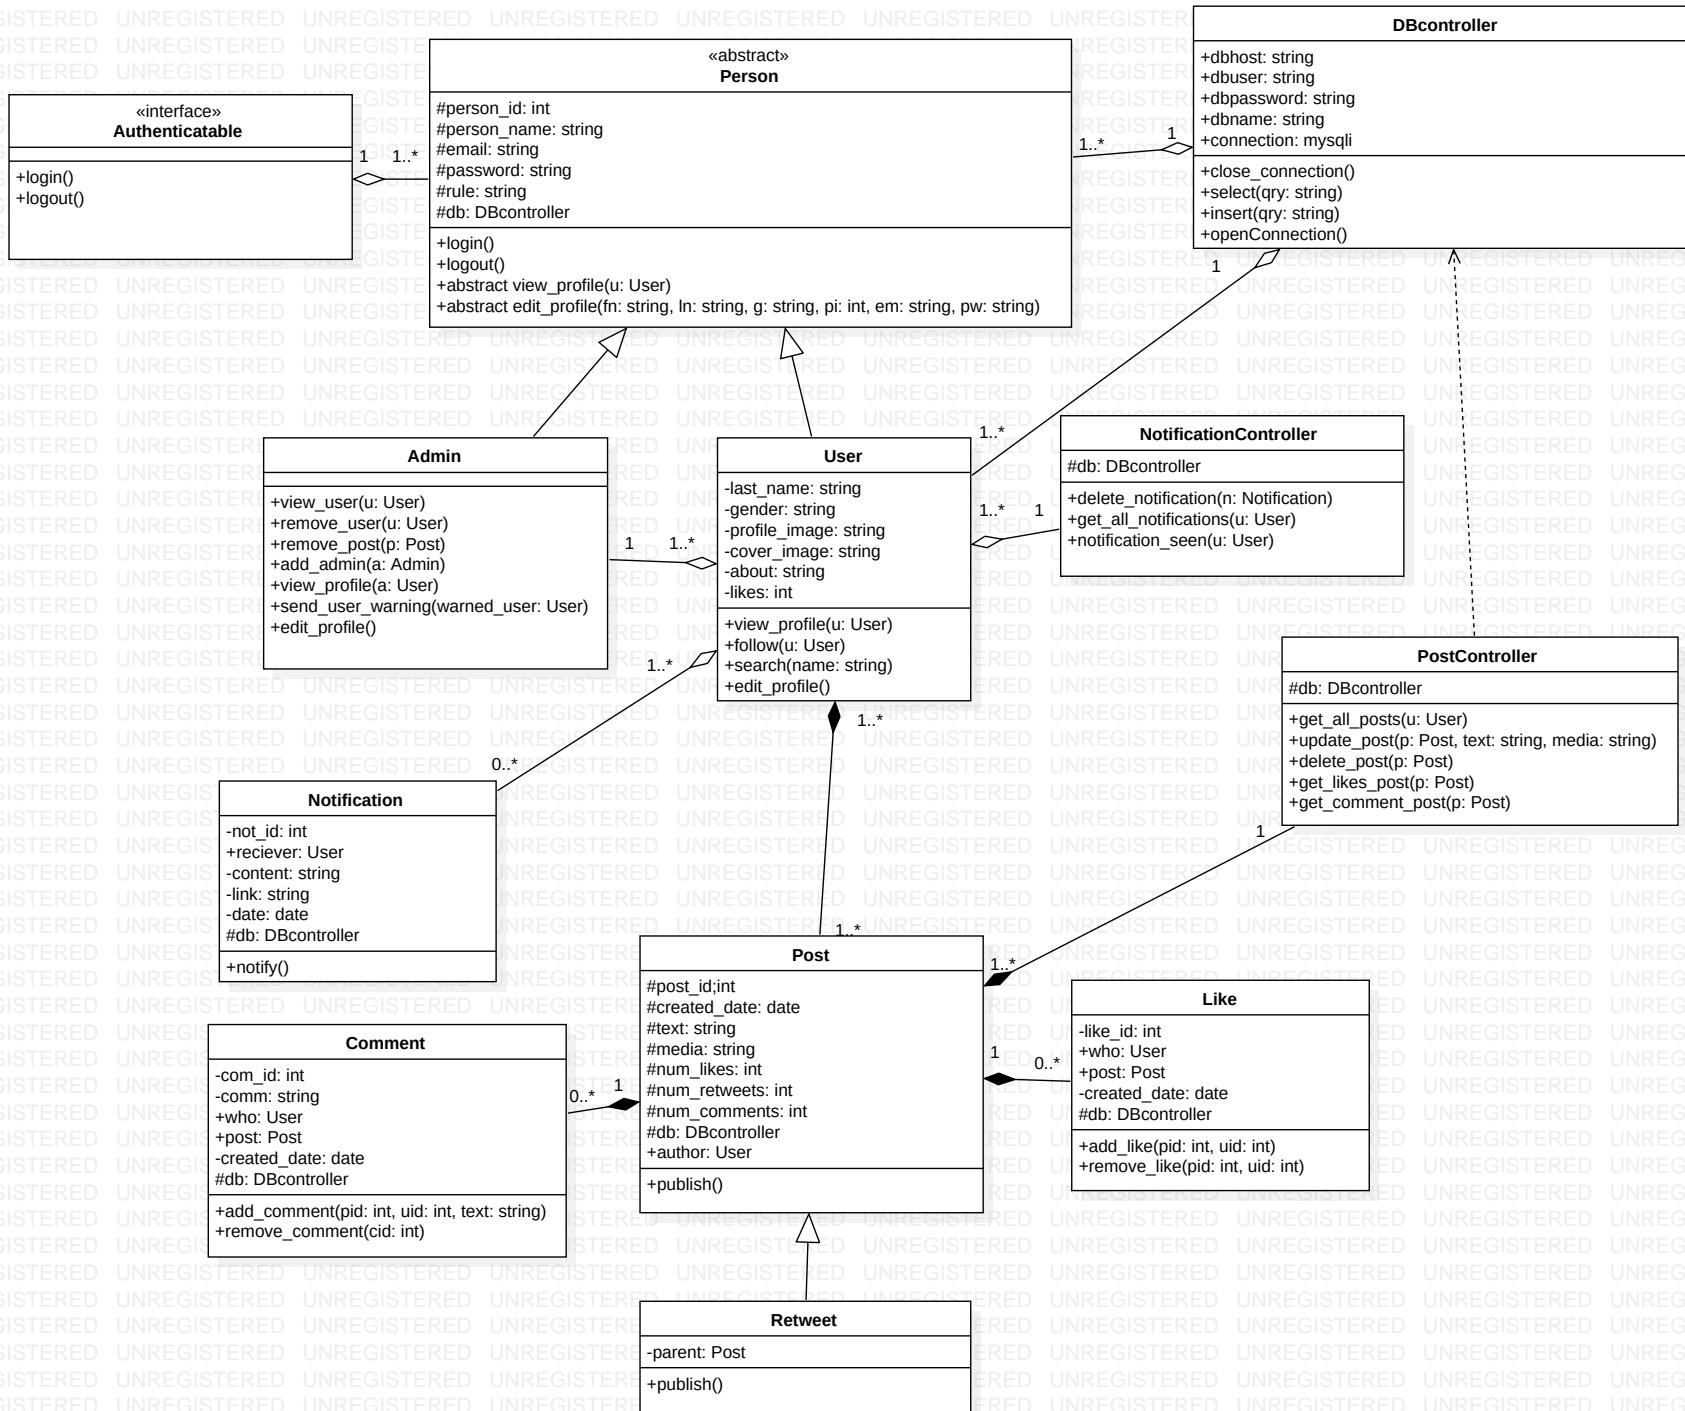 «interface»
Authenticatable
+login()
+logout()
1
1..*
«abstract»
Person
#person_id: int
#person_name: string
#email: string
#password: string
#rule: string
#db: DBcontroller
+login()
+logout()
+abstract view_profile(u: User)
+abstract edit_profile(fn: string, ln: string, g: string, pi: int, em: string, pw: string)
1..*
1
DBcontroller
+dbhost: string
+dbuser: string
+dbpassword: string
+dbname: string
+connection: mysqli
+close_connection()
+select(qry: string)
+insert(qry: string)
+openConnection()
1
1..*
Admin
+view_user(u: User)
+remove_user(u: User)
+remove_post(p: Post)
+add_admin(a: Admin)
+view_profile(a: User)
+send_user_warning(warned_user: User)
+edit_profile()
1
1..*
User
-last_name: string
-gender: string
-profile_image: string
-cover_image: string
-about: string
-likes: int
+view_profile(u: User)
+follow(u: User)
+search(name: string)
+edit_profile()
1..*
1
NotificationController
#db: DBcontroller
+delete_notification(n: Notification)
+get_all_notifications(u: User)
+notification_seen(u: User)
PostController
#db: DBcontroller
+get_all_posts(u: User)
+update_post(p: Post, text: string, media: string)
+delete_post(p: Post)
+get_likes_post(p: Post)
+get_comment_post(p: Post)
1..*
0..*
1..*
1..*
1
1..*
Notification
-not_id: int
+reciever: User
-content: string
-link: string
-date: date
#db: DBcontroller
+notify()
Post
#post_id;int
#created_date: date
#text: string
#media: string
#num_likes: int
#num_retweets: int
#num_comments: int
#db: DBcontroller
+author: User
+publish()
1
0..*
Like
-like_id: int
+who: User
+post: Post
-created_date: date
#db: DBcontroller
+add_like(pid: int, uid: int)
+remove_like(pid: int, uid: int)
Comment
-com_id: int
-comm: string
+who: User
+post: Post
-created_date: date
#db: DBcontroller
+add_comment(pid: int, uid: int, text: string)
+remove_comment(cid: int)
0..*
1
Retweet
-parent: Post
+publish()
UNREGISTERED